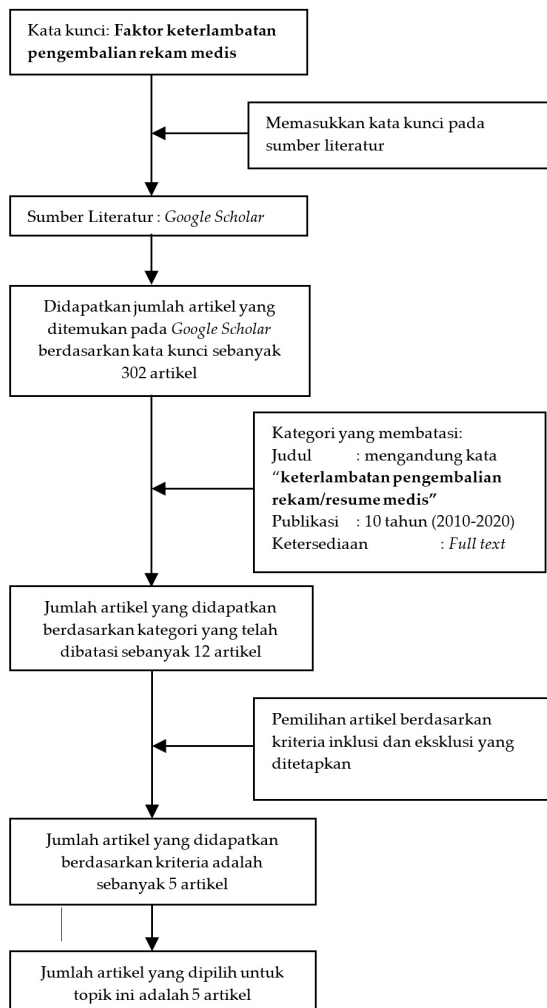 Kata kunci: Faktor keterlambatan
pengembalian rekam medis
Memasukkan kata kunci pada
sumber literatur
Sumber Literatur : Google Scholar
Didapatkan jumlah artikel yang
ditemukan pada Google Scholar
berdasarkan kata kunci sebanyak
302 artikel
Kategori yang membatasi:
Judul : mengandung kata
“keterlambatan pengembalian
rekam/resume medis”
Publikasi : 10 tahun (2010-2020)
Ketersediaan : Full text
Jumlah artikel yang didapatkan
berdasarkan kategori yang telah
dibatasi sebanyak 12 artikel
Pemilihan artikel berdasarkan
kriteria inklusi dan eksklusi yang
ditetapkan
Jumlah artikel yang didapatkan
berdasarkan kriteria adalah
sebanyak 5 artikel
Jumlah artikel yang dipilih untuk
topik ini adalah 5 artikel